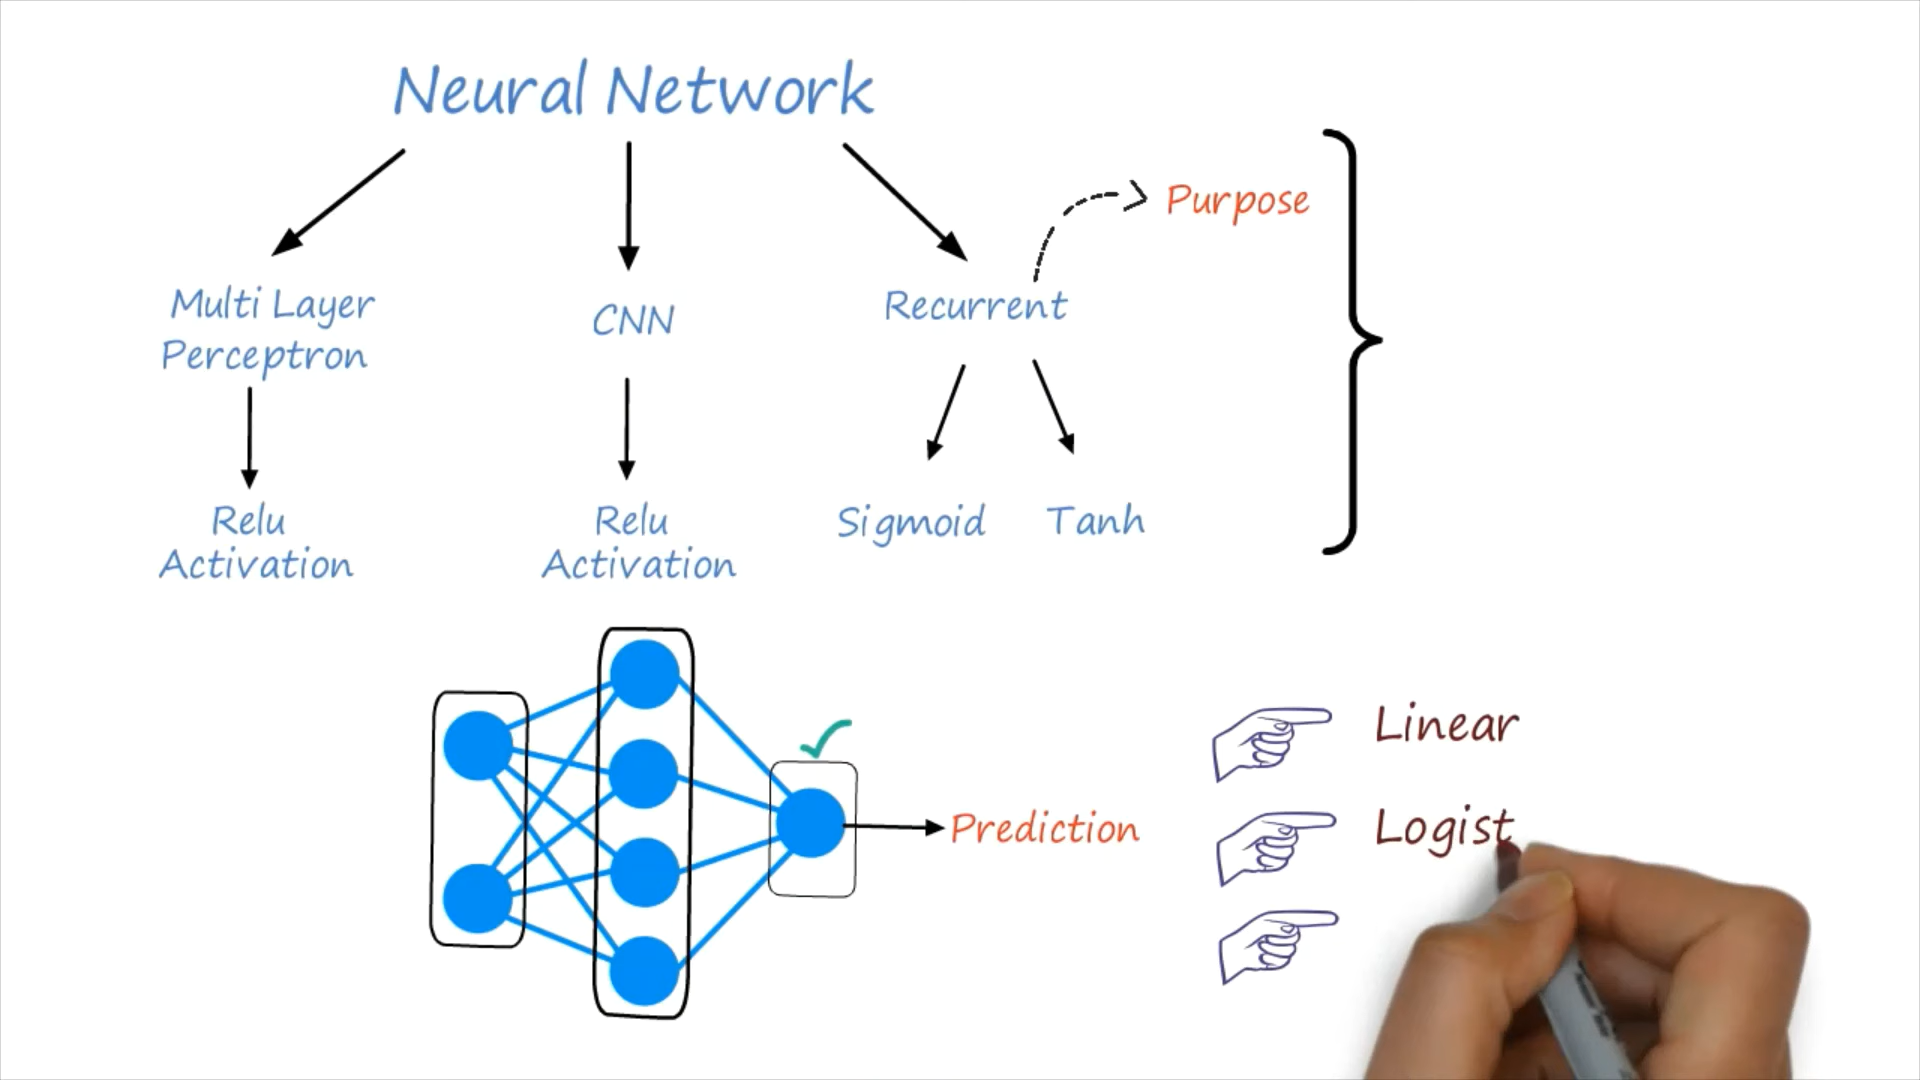 Neural Network
Purpose
Multi Layer
Perceptron
CNN
Recurrent
Relu
Activation
Relu
Activation
Sigmoid
Tanh
Prediction
Linear
Logist